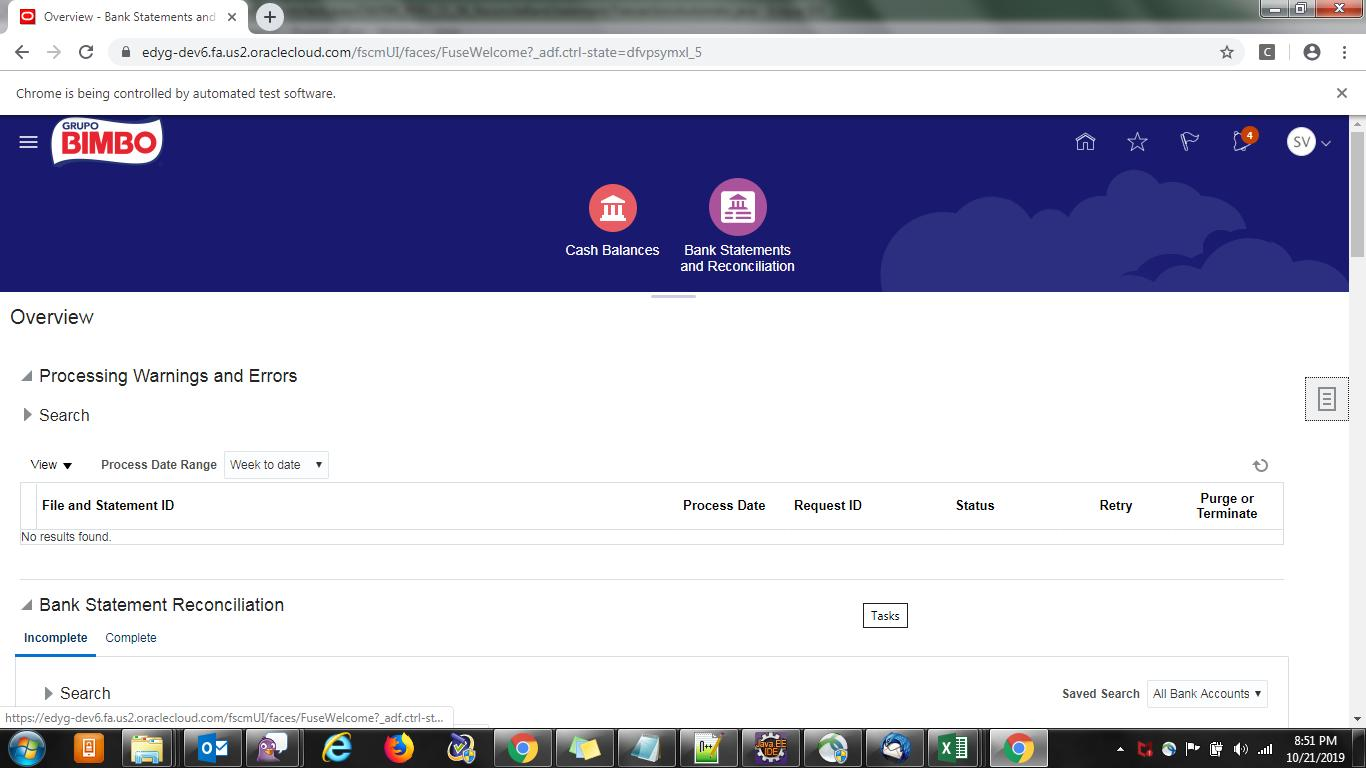 Overview - Bank Statements and
edyg-dev6.fa.us2.oraclecloud.com/fscmUI/faces/FuseWelcome?_adf.ctrl-state=dfvpsymxl_5
C
Chrome is being controlled by automated test software.
GRUPO
BIMBO
4
SV
Cash Balances
Bank Statements
and Reconciliation
Overview
Processing Warnings and Errors
Search
View
Process Date Range
Week to date
File and Statement ID
Process Date
Request ID
Status
Retry
Purge or
Terminate
No results found.
Bank Statement Reconciliation
Tasks
Incomplete
Complete
Search
Saved Search
All Bank Accounts
https://edyg-dev6.fa.us2.oraclecloud.com/fscmUI/faces/FuseWelcome?_adf.ctrl-st...
Java EE
IDE
8:51 PM
10/21/2019